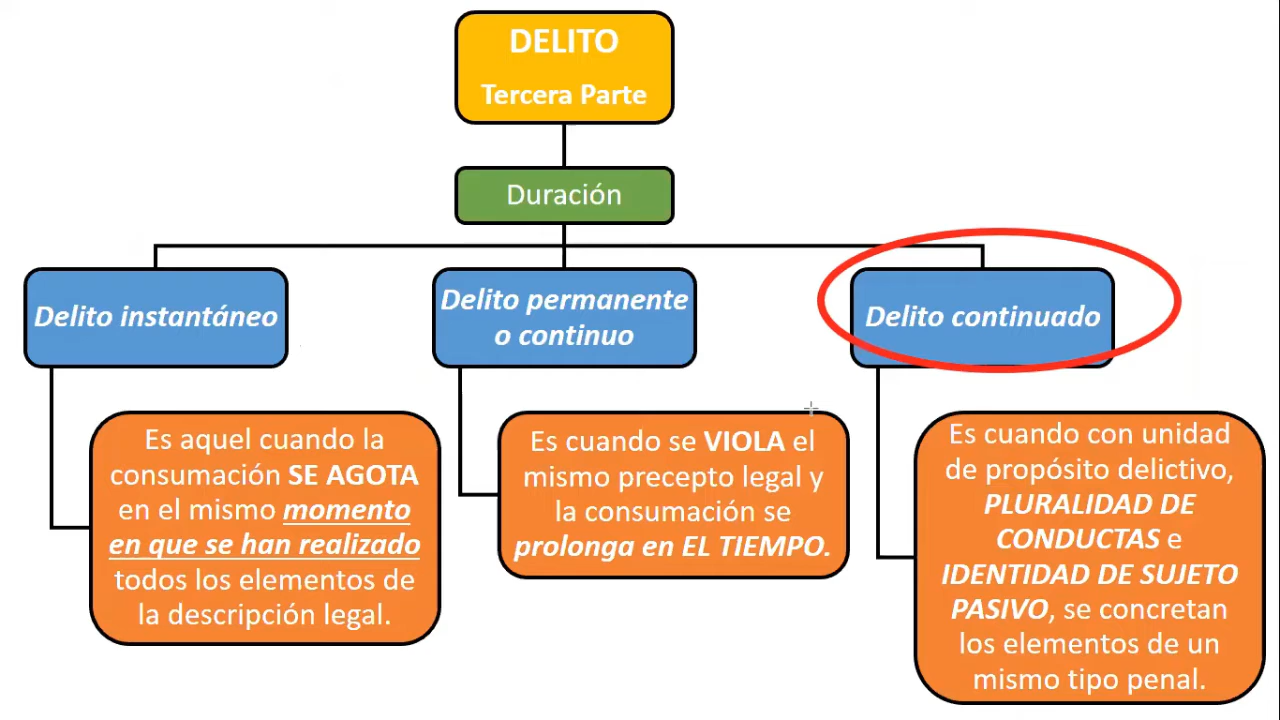 DELITO
Tercera Parte
Duración
Delito instantáneo
Delito permanente
o continuo
Delito continuado
Es aquel cuando la
consumación SE AGOTA
en el mismo momento
en que se han realizado
todos los elementos de
la descripción legal.
Es cuando se VIOLA el
mismo precepto legal y
la consumación se
prolonga en EL TIEMPO.
Es cuando con unidad
de propósito delictivo,
PLURALIDAD DE
CONDUCTAS e
IDENTIDAD DE SUJETO
PASIVO, se concretan
los elementos de un
mismo tipo penal.